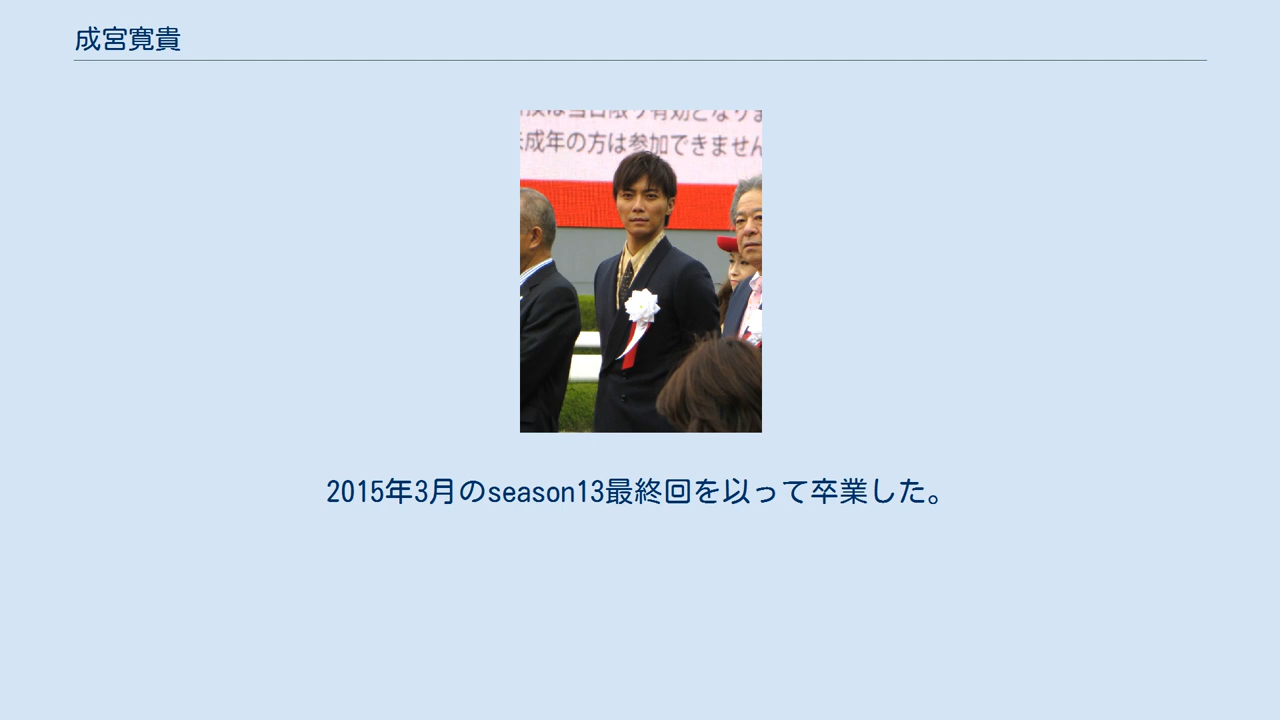 成宮寛貴
未成年の方は参加できません
2015年3月のseason13最終回を以って卒業した。